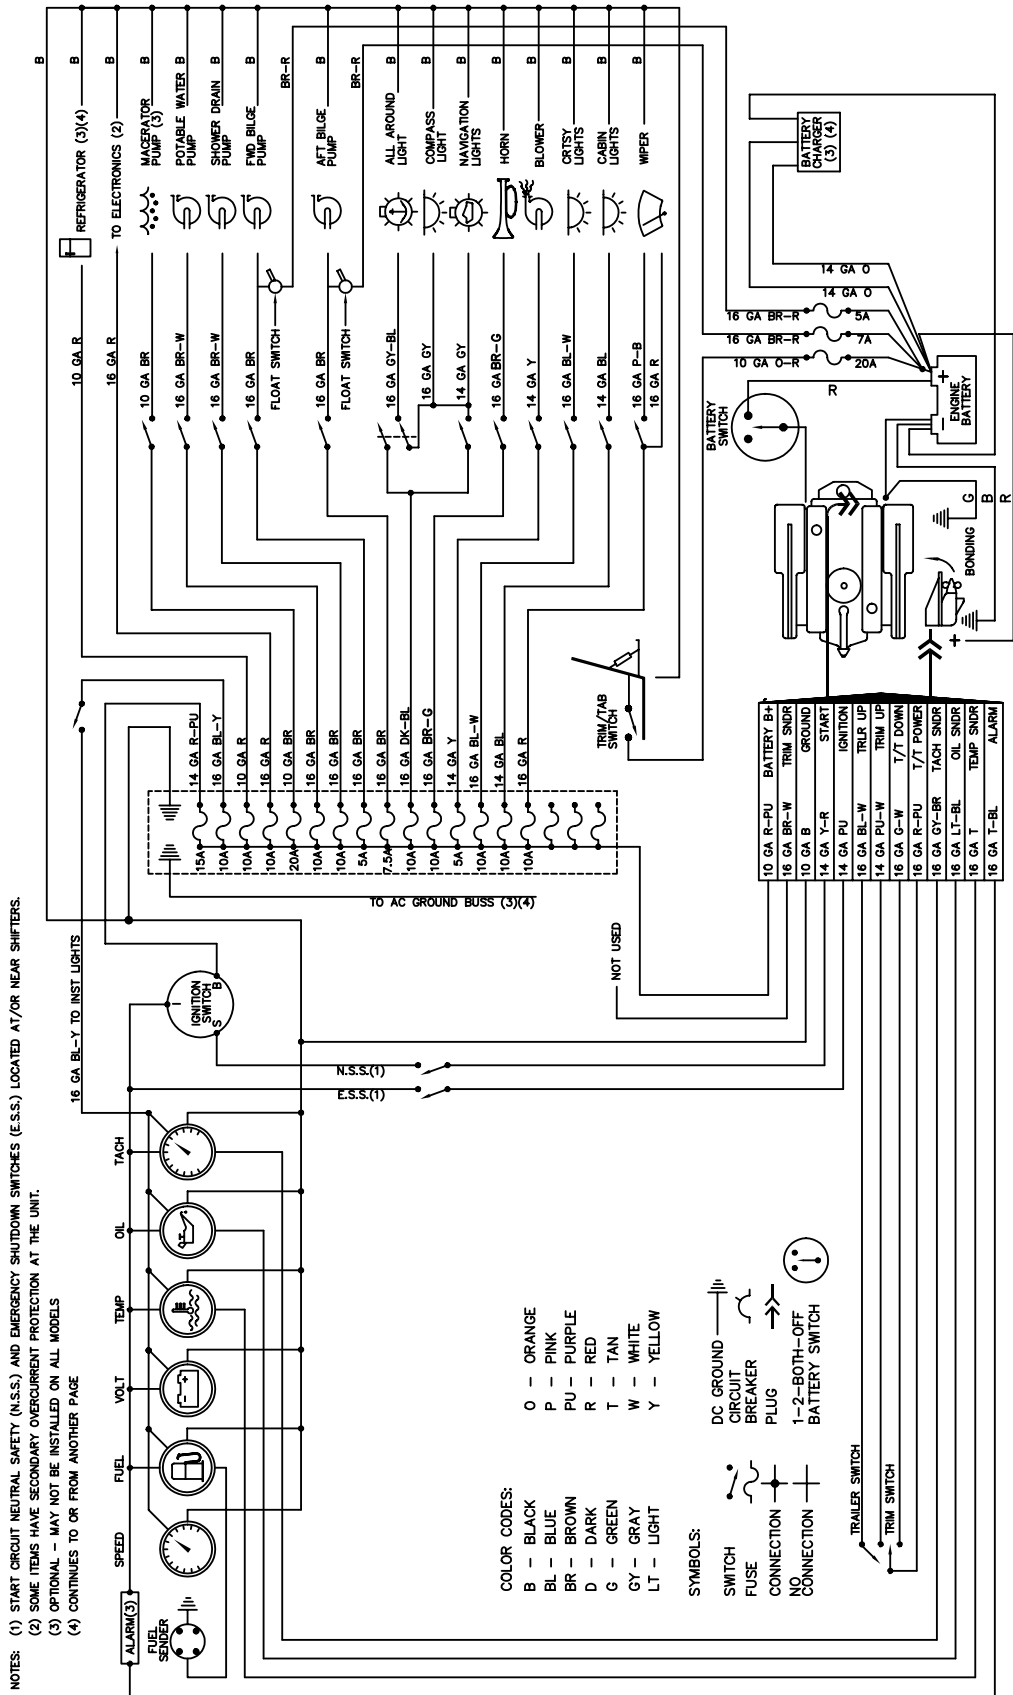 NOTES: (1) START CIRCUIT NEUTRAL SAFETY (N.S.S.) AND EMERGENCY SHUTDOWN SWITCHES (E.S.S.) LOCATED AT/OR NEAR SHIFTERS.
(2) SOME ITEMS HAVE SECONDARY OVERCURRENT PROTECTION AT THE UNIT.
(3) OPTIONAL - MAY NOT BE INSTALLED ON ALL MODELS
(4) CONTINUES TO OR FROM ANOTHER PAGE
B
B
B
B
B
B
B
BR-R
B
BR-R
B
B
B
B
B
B
B
B
REFRIGERATOR (3)(4)
TO ELECTRONICS (2)
MACERATOR
PUMP (3)
POTABLE WATER
PUMP
SHOWER DRAIN
PUMP
FWD BILGE
PUMP
AFT BILGE
PUMP
ALL AROUND
LIGHT
COMPASS
LIGHT
NAVIGATION
LIGHTS
HORN
BLOWER
CRTSY
LIGHTS
CABIN
LIGHTS
WIPER
10 GA R
16 GA R
10 GA BR
16 GA BR-W
16 GA BR-W
16 GA BR
FLOAT SWITCH
16 GA BR
FLOAT SWITCH
16 GA GY-BL
16 GA GY
14 GA GY
16 GA BR-G
14 GA Y
16 GA BL-W
14 GA BL
16 GA P-B
16 GA R
BATTERY
CHARGER
(3) (4)
14 GA O
14 GA O
16 GA BR-R
5A
16 GA BR-R
7A
10 GA O-R
20A
R
BATTERY
SWITCH
+
-
ENGINE
BATTERY
G
B
R
BONDING
+
TRIM/TAB
SWITCH
14 GA R-PU
16 GA BL-Y
10 GA R
16 GA R
10 GA BR
16 GA BR
16 GA BR
16 GA BR
16 GA BR
16 GA DK-BL
16 GA BR-G
14 GA Y
16 GA BL-W
14 GA BL
16 GA R
15A
10A
10A
10A
20A
10A
10A
5A
7.5A
10A
10A
5A
10A
10A
10A
TO AC GROUND BUSS (3)(4)
NOT USED
10 GA R-PU BATTERY B+
16 GA BR-W TRIM SNDR
10 GA B GROUND
14 GA Y-R START
14 GA PU IGNITION
16 GA BL-W TRLR UP
14 GA PU-W TRIM UP
16 GA G-W T/T DOWN
16 GA R-PU T/T POWER
16 GA GY-BR TACH SNDR
16 GA LT-BL OIL SNDR
16 GA T TEMP SNDR
16 GA T-BL ALARM
16 GA BL-Y TO INST LIGHTS
IGNITION
SWITCH
I
B
S
N.S.S.(1)
E.S.S.(1)
TACH
OIL
TEMP
VOLT
FUEL
SPEED
ALARM(3)
FUEL
SENDER
COLOR CODES:
B - BLACK
BL - BLUE
BR - BROWN
D - DARK
G - GREEN
GY - GRAY
LT - LIGHT
O - ORANGE
P - PINK
PU - PURPLE
R - RED
T - TAN
W - WHITE
Y - YELLOW
SYMBOLS:
SWITCH
FUSE
CONNECTION
NO
CONNECTION
DC GROUND
CIRCUIT
BREAKER
PLUG
1-2-BOTH-OFF
BATTERY SWITCH
TRAILER SWITCH
TRIM SWITCH